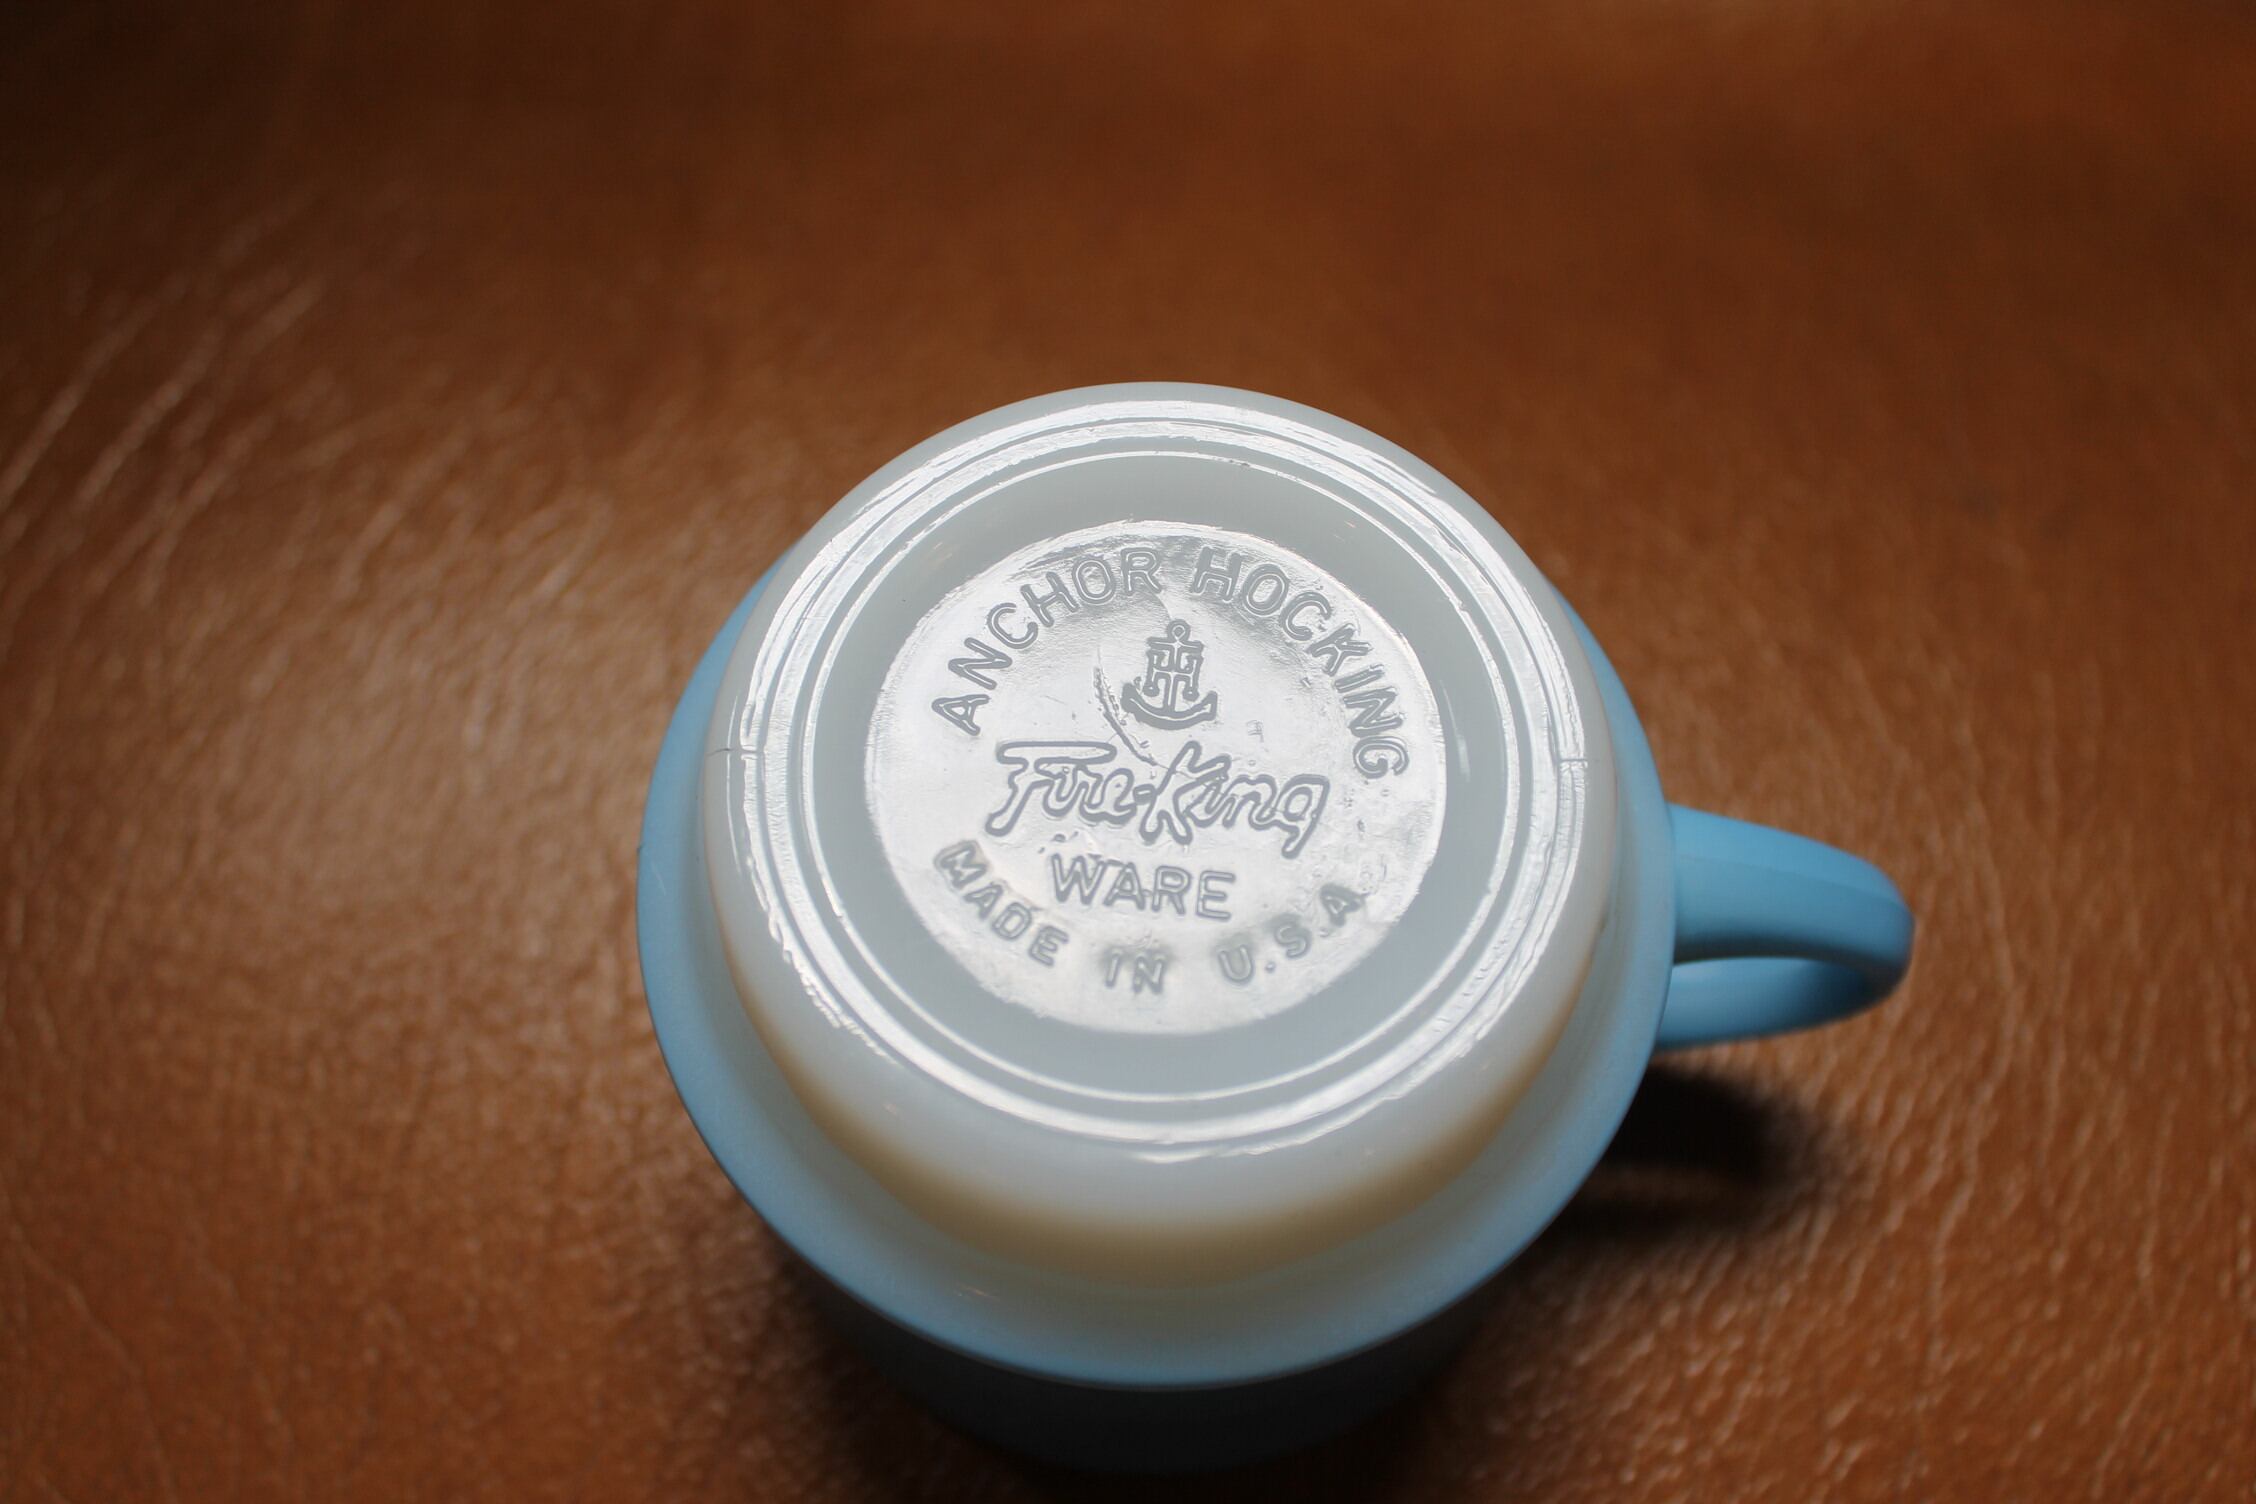 ANCHOR HOCKING
Fire-King
WARE
MADE IN U.S.A